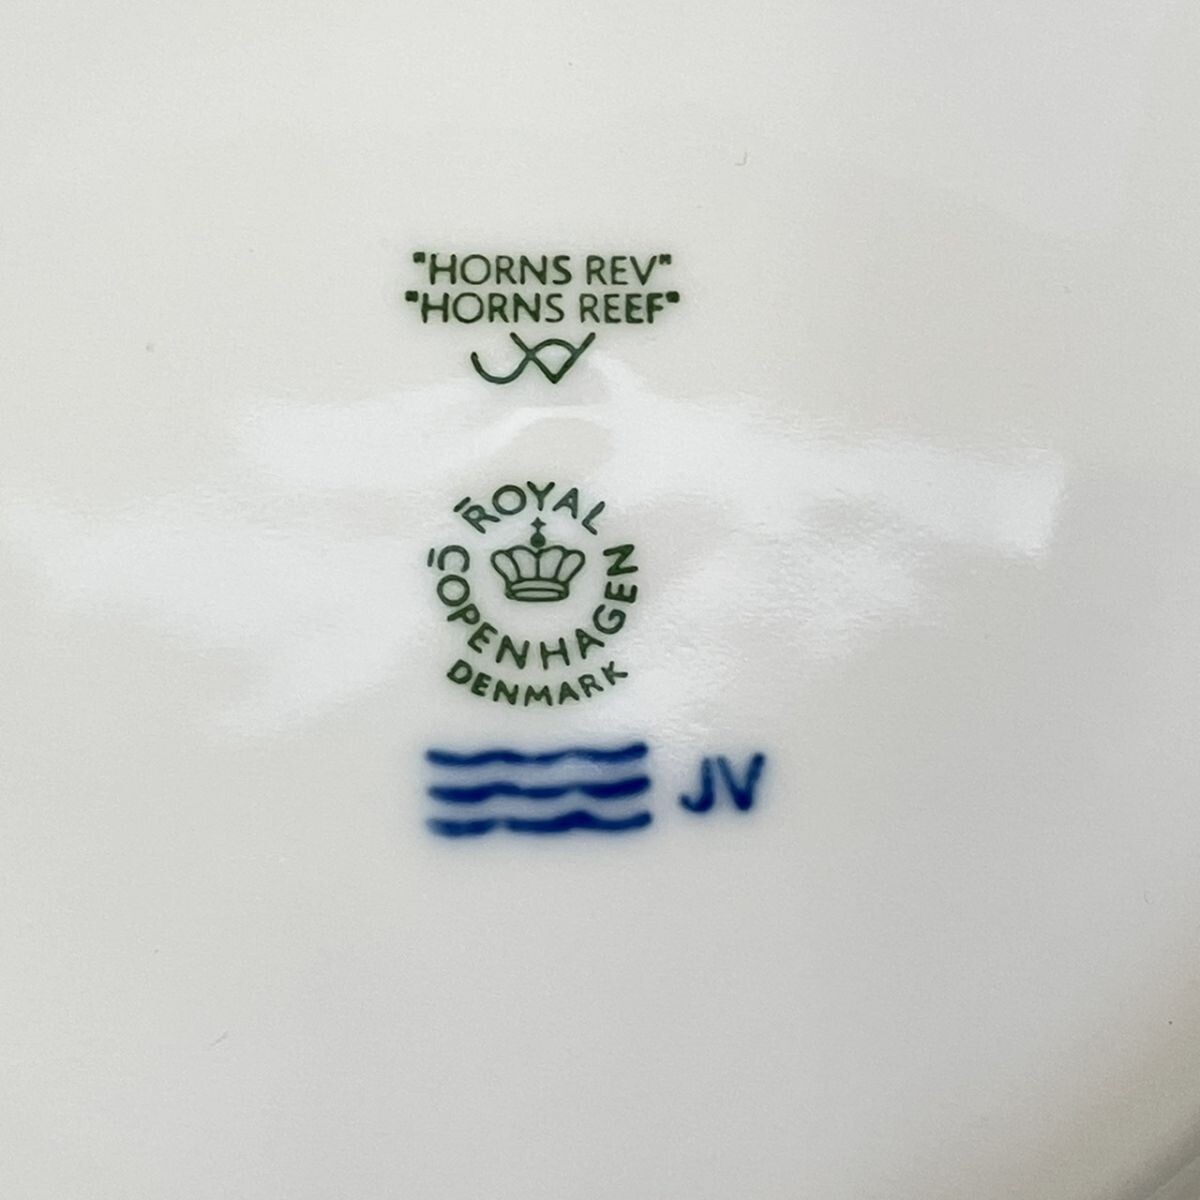 "HORNS REV"
"HORNS REEF"
ROYAL
COPENHAGEN
DENMARK
JV